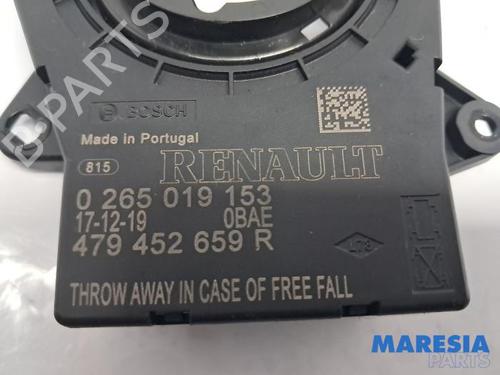 B-PARTS
BOSCH
Made in Portugal
815
RENAULT
0 265 019 153
17-12-19 0BAE
479 452 659 R
THROW AWAY IN CASE OF FREE FALL
MARESIA
PARTS